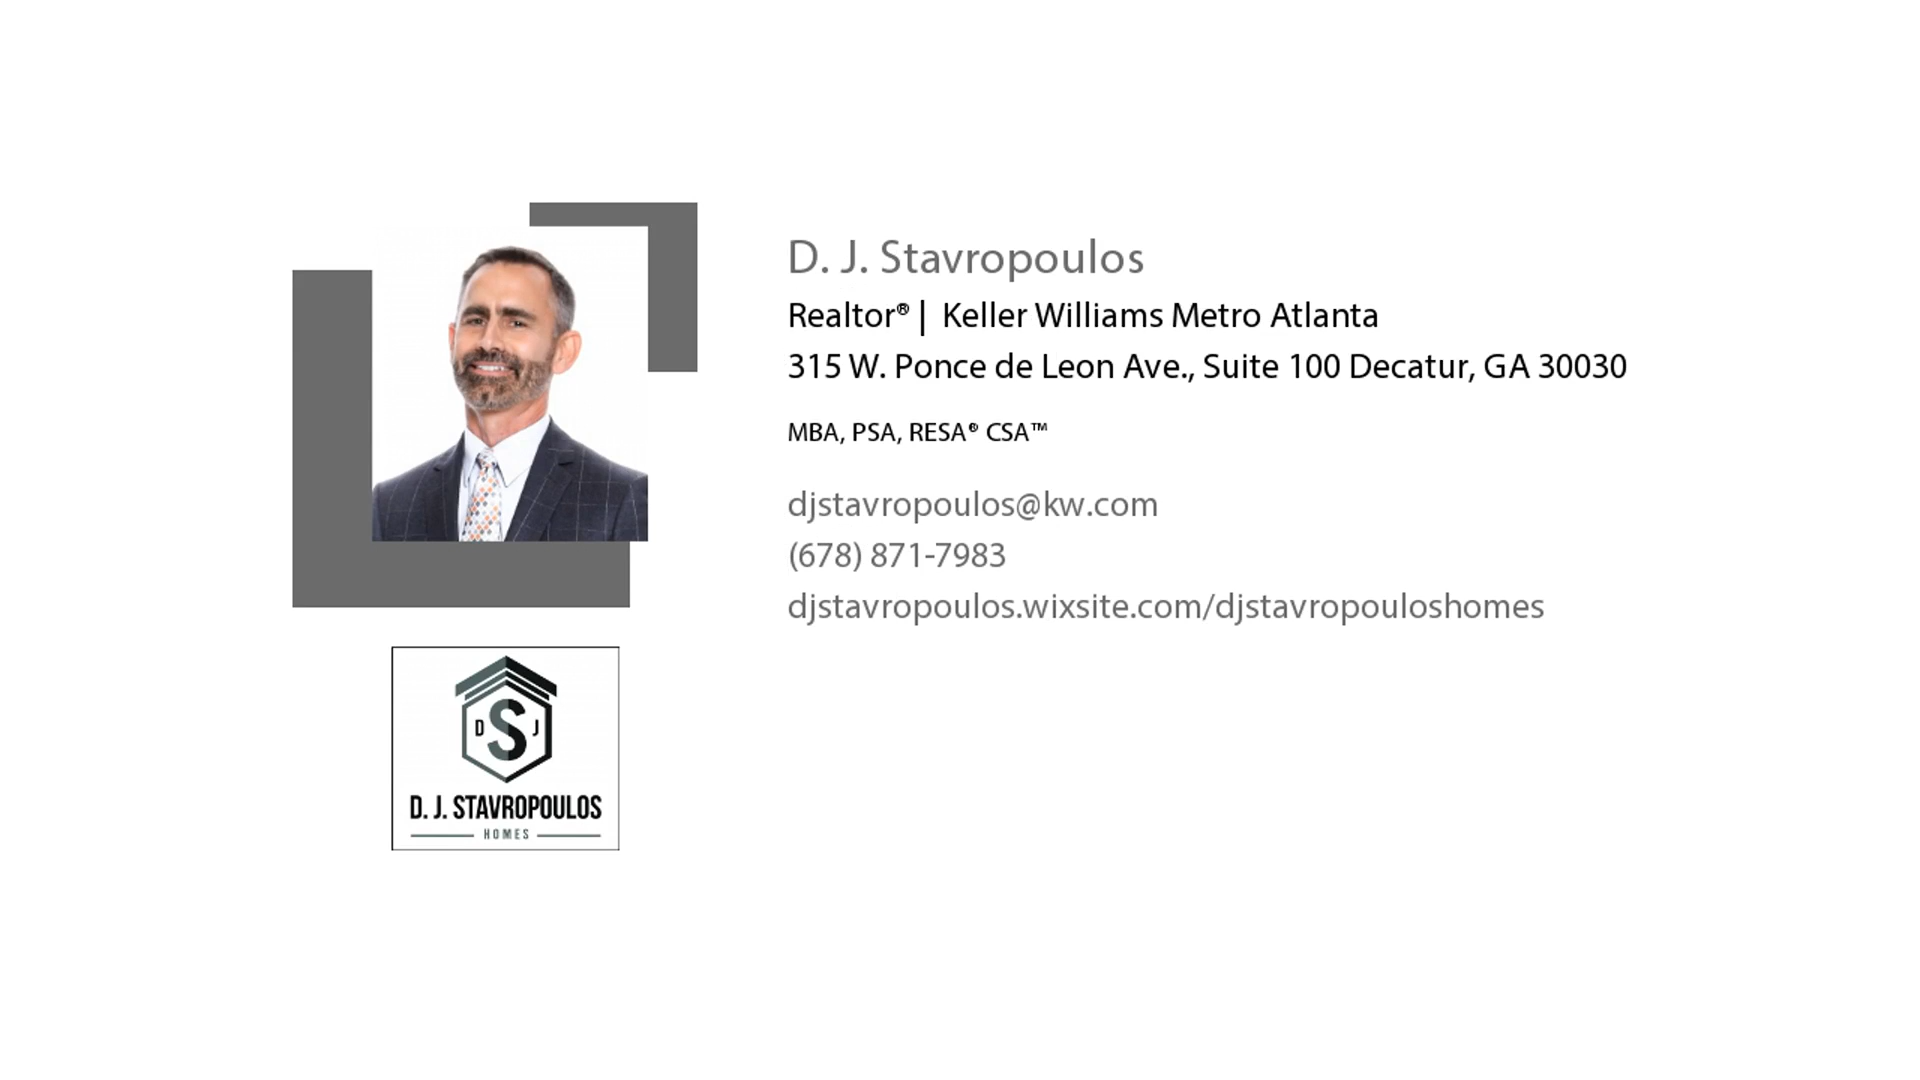 D. J. Stavropoulos
Realtor® | Keller Williams Metro Atlanta
315 W. Ponce de Leon Ave., Suite 100 Decatur, GA 30030
MBA, PSA, RESA® CSA™
djstavropoulos@kw.com
(678) 871-7983
djstavropoulos.wixsite.com/djstavropouloshomes
D S J
D. J. STAVROPOULOS
HOMES